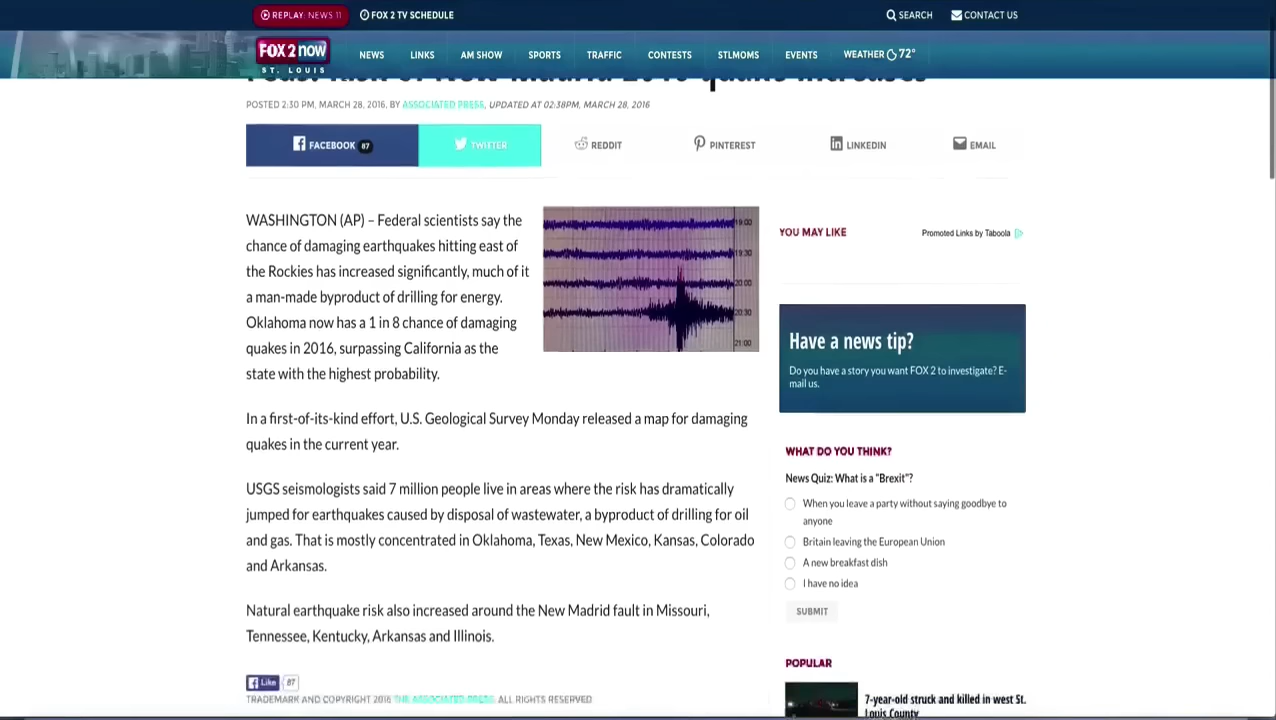 REPLAY: NEWS 11
FOX 2 TV SCHEDULE
SEARCH
CONTACT US
FOX 2 now
ST. LOUIS
NEWS
LINKS
AM SHOW
SPORTS
TRAFFIC
CONTESTS
STLMOMS
EVENTS
WEATHER 72°
POSTED 2:30 PM, MARCH 28, 2016, BY ASSOCIATED PRESS, UPDATED AT 02:38PM, MARCH 28, 2016
FACEBOOK 87
TWITTER
REDDIT
PINTEREST
LINKEDIN
EMAIL
WASHINGTON (AP) – Federal scientists say the
chance of damaging earthquakes hitting east of
the Rockies has increased significantly, much of it
a man-made byproduct of drilling for energy.
Oklahoma now has a 1 in 8 chance of damaging
quakes in 2016, surpassing California as the
state with the highest probability.
19:00
19:30
20:00
20:30
21:00
In a first-of-its-kind effort, U.S. Geological Survey Monday released a map for damaging
quakes in the current year.
USGS seismologists said 7 million people live in areas where the risk has dramatically
jumped for earthquakes caused by disposal of wastewater, a byproduct of drilling for oil
and gas. That is mostly concentrated in Oklahoma, Texas, New Mexico, Kansas, Colorado
and Arkansas.
Natural earthquake risk also increased around the New Madrid fault in Missouri,
Tennessee, Kentucky, Arkansas and Illinois.
Like 87
TRADEMARK AND COPYRIGHT 2016 THE ASSOCIATED PRESS. ALL RIGHTS RESERVED
YOU MAY LIKE
Promoted Links by Taboola
Have a news tip?
Do you have a story you want FOX 2 to investigate? E-
mail us.
WHAT DO YOU THINK?
News Quiz: What is a "Brexit"?
When you leave a party without saying goodbye to
anyone
Britain leaving the European Union
A new breakfast dish
I have no idea
SUBMIT
POPULAR
7-year-old struck and killed in west St.
Louis County